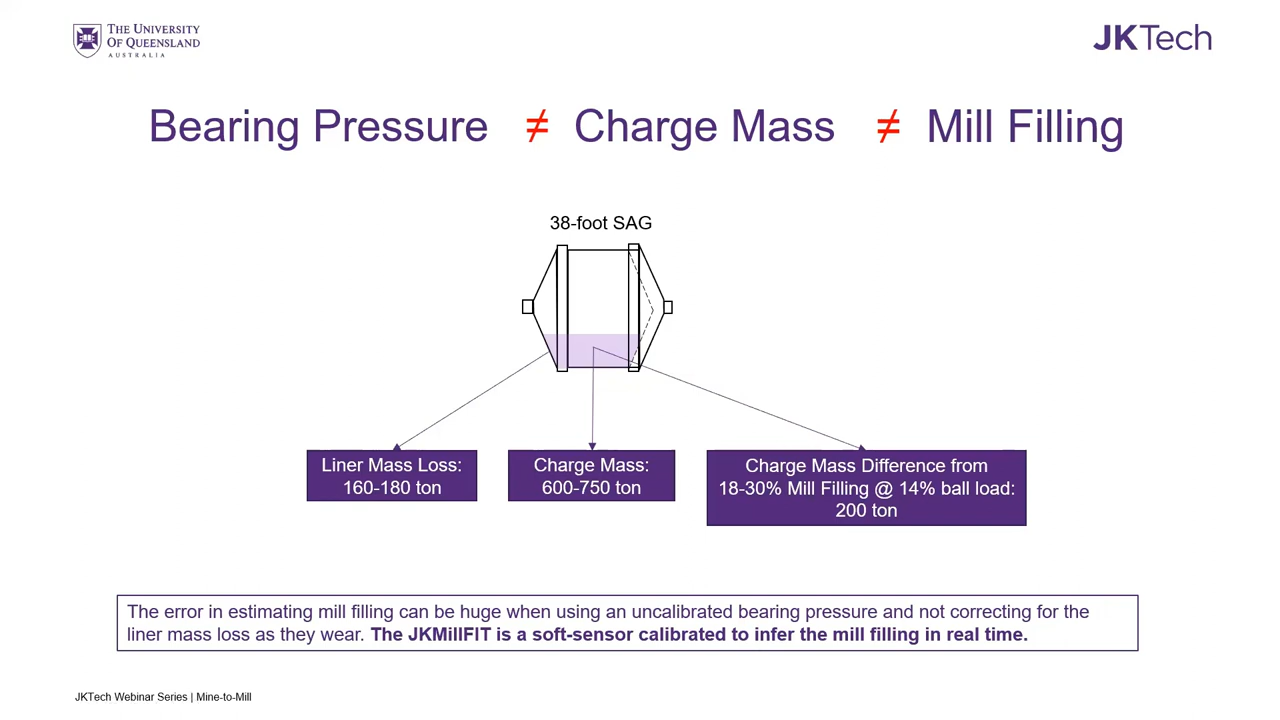 THE UNIVERSITY
OF QUEENSLAND
AUSTRALIA
JKTech
Bearing Pressure ≠ Charge Mass ≠ Mill Filling
38-foot SAG
Liner Mass Loss:
160-180 ton
Charge Mass:
600-750 ton
Charge Mass Difference from
18-30% Mill Filling @ 14% ball load:
200 ton
The error in estimating mill filling can be huge when using an uncalibrated bearing pressure and not correcting for the
liner mass loss as they wear. The JKMillFIT is a soft-sensor calibrated to infer the mill filling in real time.
JKTech Webinar Series | Mine-to-Mill